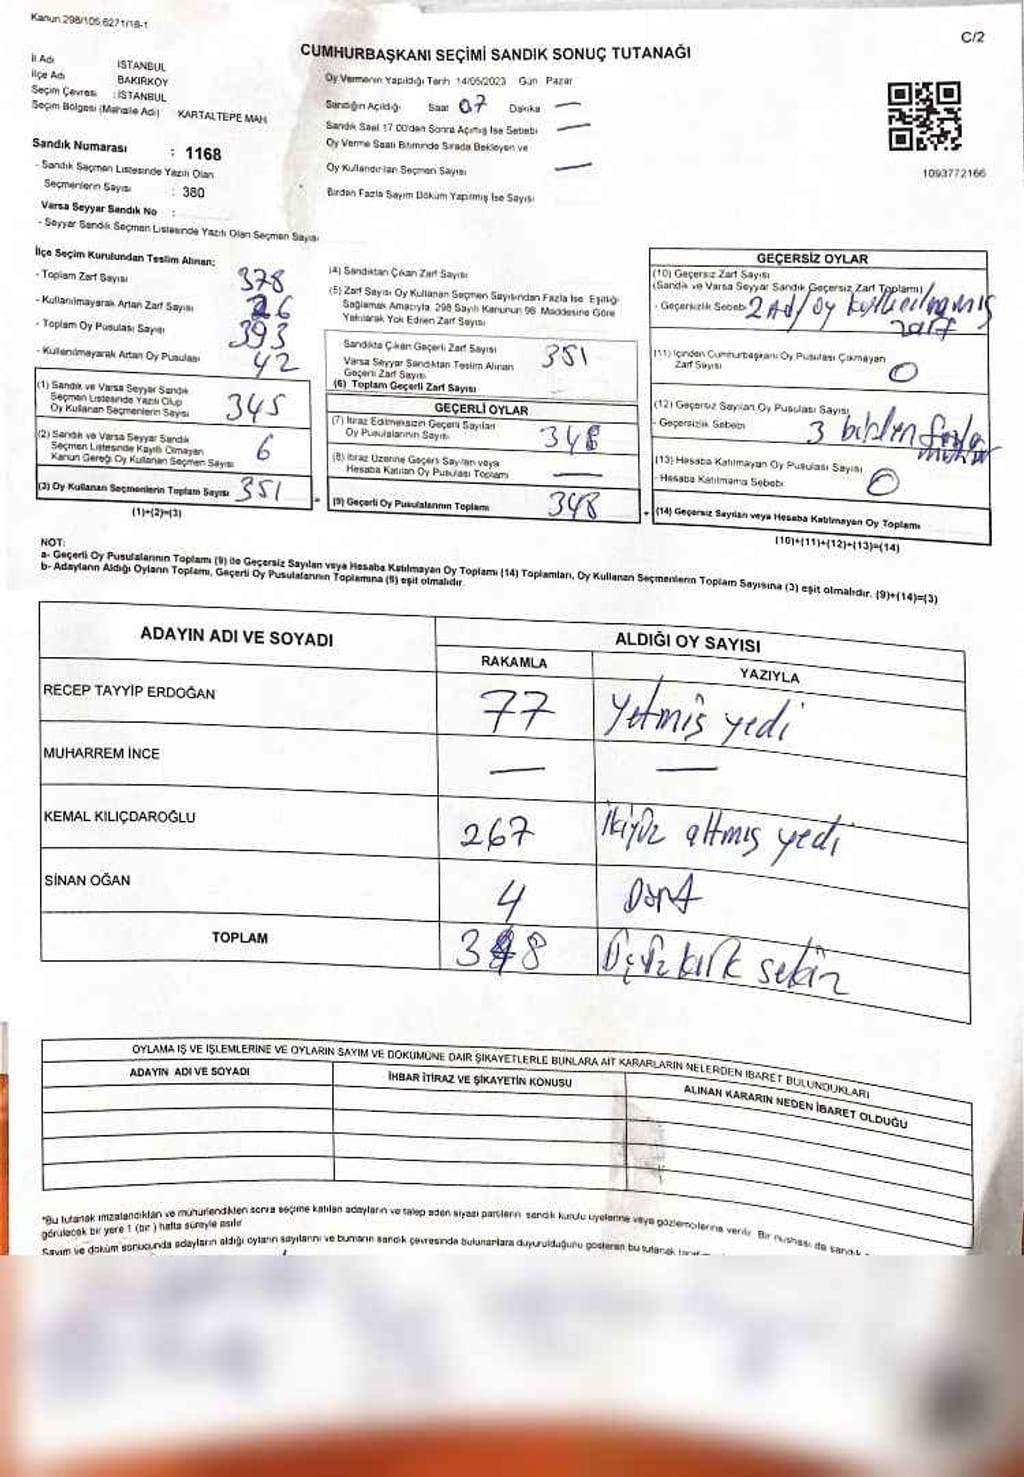 Kanun 298/105,6271/18-1
C/2
CUMHURBAŞKANI SEÇİMİ SANDIK SONUÇ TUTANAĞI
İl Adı İSTANBUL
İlçe Adı BAKIRKÖY
Seçim Çevresi : İSTANBUL
Seçim Bölgesi (Mahalle Adı) KARTALTEPE MAH
Oy Vermenin Yapıldığı Tarih 14/05/2023 Gün Pazar
Sandığın Açıldığı Saat 07 Dakika —
Sandık Saat 17.00'den Sonra Açılmış İse Sebebi —
Oy Verme Saati Bitiminde Sırada Bekleyen ve
Oy Kullandırılan Seçmen Sayısı —
Birden Fazla Sayım Döküm Yapılmış İse Sayısı
1093772166
Sandık Numarası : 1168
- Sandık Seçmen Listesinde Yazılı Olan
Seçmenlerin Sayısı : 380
Varsa Seyyar Sandık No :
- Seyyar Sandık Seçmen Listesinde Yazılı Olan Seçmen Sayısı
İlçe Seçim Kurulundan Teslim Alınan;
- Toplam Zarf Sayısı 378
- Kullanılmayarak Artan Zarf Sayısı 26
- Toplam Oy Pusulası Sayısı 393
- Kullanılmayarak Artan Oy Pusulası 42
(1) Sandık ve Varsa Seyyar Sandık
Seçmen Listesinde Yazılı Olup
Oy Kullanan Seçmenlerin Sayısı 345
(2) Sandık ve Varsa Seyyar Sandık
Seçmen Listesinde Kayıtlı Olmayan
Kanun Gereği Oy Kullanan Seçmen Sayısı 6
(3) Oy Kullanan Seçmenlerin Toplam Sayısı 351
(1)+(2)=(3)
(4) Sandıktan Çıkan Zarf Sayısı
(5) Zarf Sayısı Oy Kullanan Seçmen Sayısından Fazla İse Eşitliği
Sağlamak Amacıyla, 298 Sayılı Kanunun 98. Maddesine Göre
Yakılarak Yok Edilen Zarf Sayısı
Sandıkta Çıkan Geçerli Zarf Sayısı 351
Varsa Seyyar Sandıktan Teslim Alınan
Geçerli Zarf Sayısı
(6) Toplam Geçerli Zarf Sayısı
GEÇERLİ OYLAR
(7) İtiraz Edilmeksizin Geçerli Sayılan
Oy Pusulalarının Sayısı 348
(8) İtiraz Üzerine Geçerli Sayılan veya
Hesaba Katılan Oy Pusulası Toplamı —
= (9) Geçerli Oy Pusulalarının Toplamı 348
GEÇERSİZ OYLAR
(10) Geçersiz Zarf Sayısı
(Sandık ve Varsa Seyyar Sandık Geçersiz Zarf Toplamı)
- Geçersizlik Sebebi 2 Ad/oy kullanılmamış
zarf
(11) İçinden Cumhurbaşkanı Oy Pusulası Çıkmayan
Zarf Sayısı 0
(12) Geçersiz Sayılan Oy Pusulası Sayısı
- Geçersizlik Sebebi 3 birden fazla
mühür
(13) Hesaba Katılmayan Oy Pusulası Sayısı
- Hesaba Katılmama Sebebi 0
+ (14) Geçersiz Sayılan veya Hesaba Katılmayan Oy Toplamı
(10)+(11)+(12)+(13)=(14)
NOT:
a- Geçerli Oy Pusulalarının Toplamı (9) ile Geçersiz Sayılan veya Hesaba Katılmayan Oy Toplamı (14) Toplamları, Oy Kullanan Seçmenlerin Toplam Sayısına (3) eşit olmalıdır. (9)+(14)=(3)
b- Adayların Aldığı Oyların Toplamı, Geçerli Oy Pusulalarının Toplamına (9) eşit olmalıdır.
ADAYIN ADI VE SOYADI ALDIĞI OY SAYISI
RAKAMLA YAZIYLA
RECEP TAYYİP ERDOĞAN 77 Yetmiş yedi
MUHARREM İNCE — —
KEMAL KILIÇDAROĞLU 267 İkiyüz altmış yedi
SİNAN OĞAN 4 Dört
TOPLAM 348 Üçyüz kırk sekiz
OYLAMA İŞ VE İŞLEMLERİNE VE OYLARIN SAYIM VE DÖKÜMÜNE DAİR ŞİKAYETLERLE BUNLARA AİT KARARLARIN NELERDEN İBARET BULUNDUKLARI
ADAYIN ADI VE SOYADI İHBAR İTİRAZ VE ŞİKAYETİN KONUSU ALINAN KARARIN NEDEN İBARET OLDUĞU
*Bu tutanak imzalandıktan ve mühürlendikten sonra seçime katılan adayların ve talep eden siyasi partilerin sandık kurulu üyelerine veya gözlemcilerine verilir. Bir nüshası da sandık
görülecek bir yere 1 (bir) hafta süreyle asılır
Sayım ve döküm sonucunda adayların aldığı oyların sayılarını ve bunların sandık çevresinde bulunanlara duyurulduğunu gösteren bu tutanak